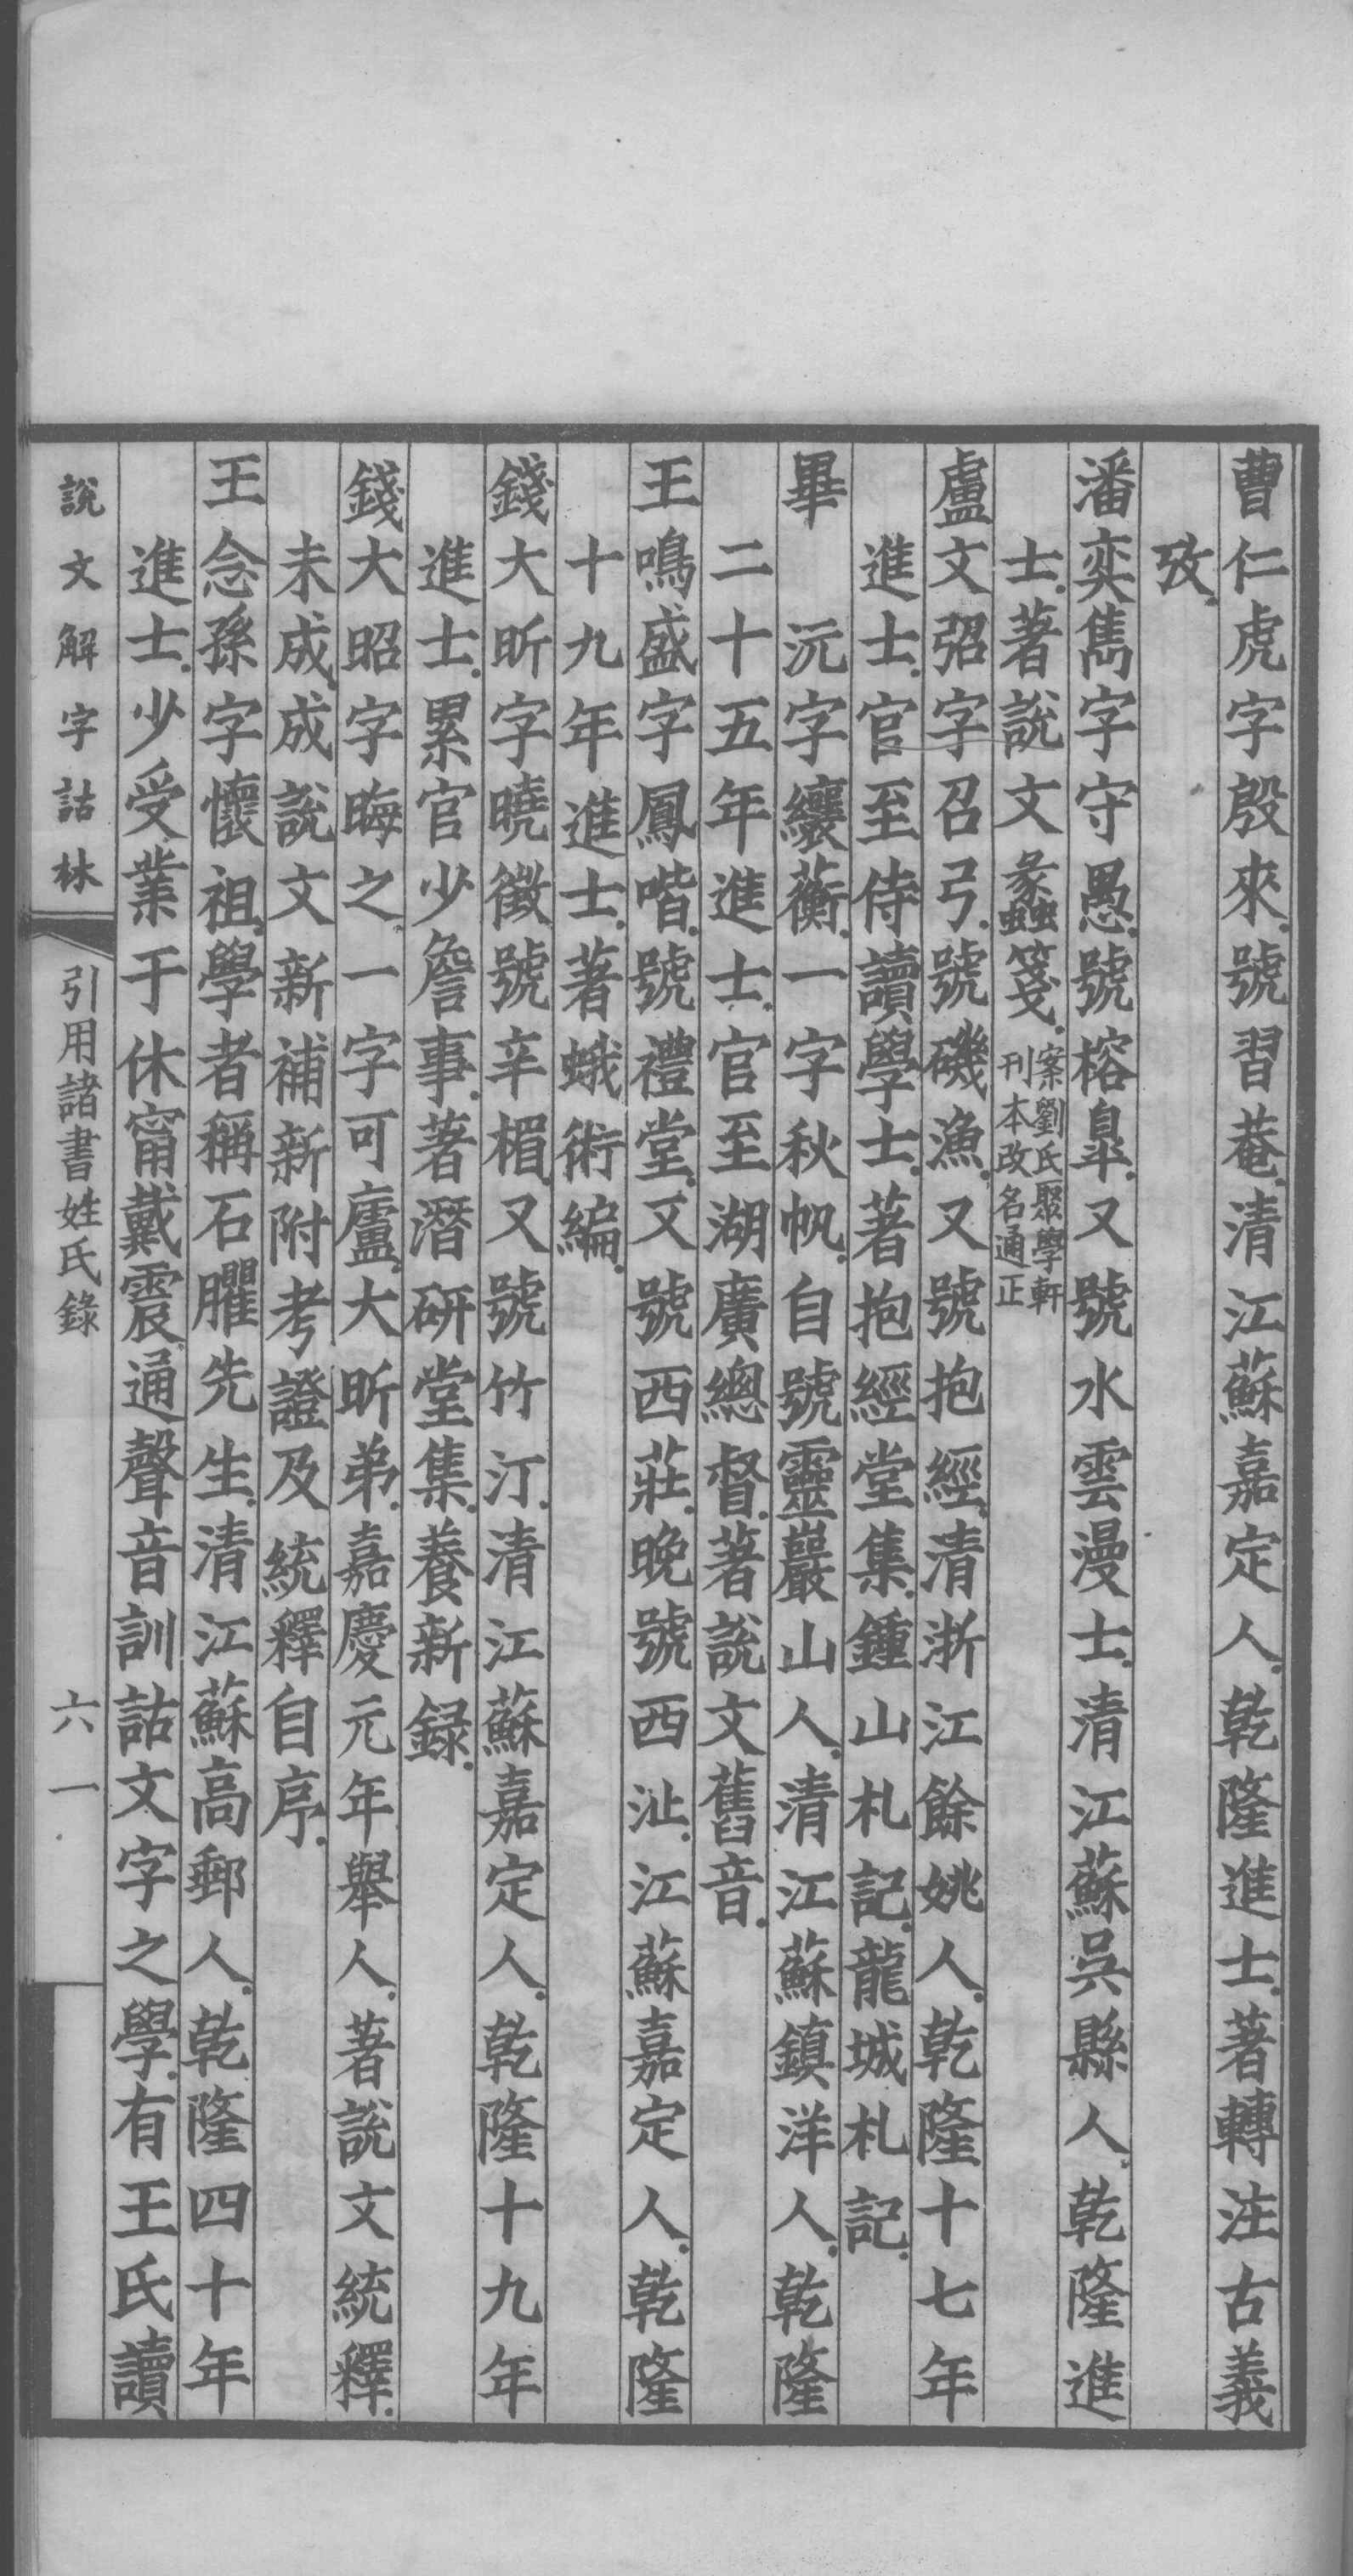 曹仁虎字殷來.號習菴.清江蘇嘉定人.乾隆進士.著轉注古義
攷.
潘奕雋字守愚.號榕皐.又號水雲漫士.清江蘇吳縣人.乾隆進
士.著說文蠡箋.案劉氏聚學軒刊本改名通正
盧文弨字召弓.號磯漁.又號抱經.清浙江餘姚人.乾隆十七年
進士.官至侍讀學士.著抱經堂集.鍾山札記.龍城札記.
畢　沅字纕蘅.一字秋帆.自號靈巖山人.清江蘇鎮洋人.乾隆
二十五年進士.官至湖廣總督.著說文舊音.
王鳴盛字鳳喈.號禮堂.又號西莊.晚號西沚.江蘇嘉定人.乾隆
十九年進士.著蛾術編.
錢大昕字曉徵號辛楣.又號竹汀.清江蘇嘉定人.乾隆十九年
進士.累官少詹事.著潛研堂集.養新録.
錢大昭字晦之.一字可廬.大昕弟.嘉慶元年舉人.著說文統釋.
未成.成說文新補新附考證及統釋自序.
王念孫字懷祖.學者稱石臞先生.清江蘇高郵人.乾隆四十年
進士.少受業于休甯戴震.通聲音訓詁文字之學.有王氏讀
說文解字詁林　引用諸書姓氏錄　六一